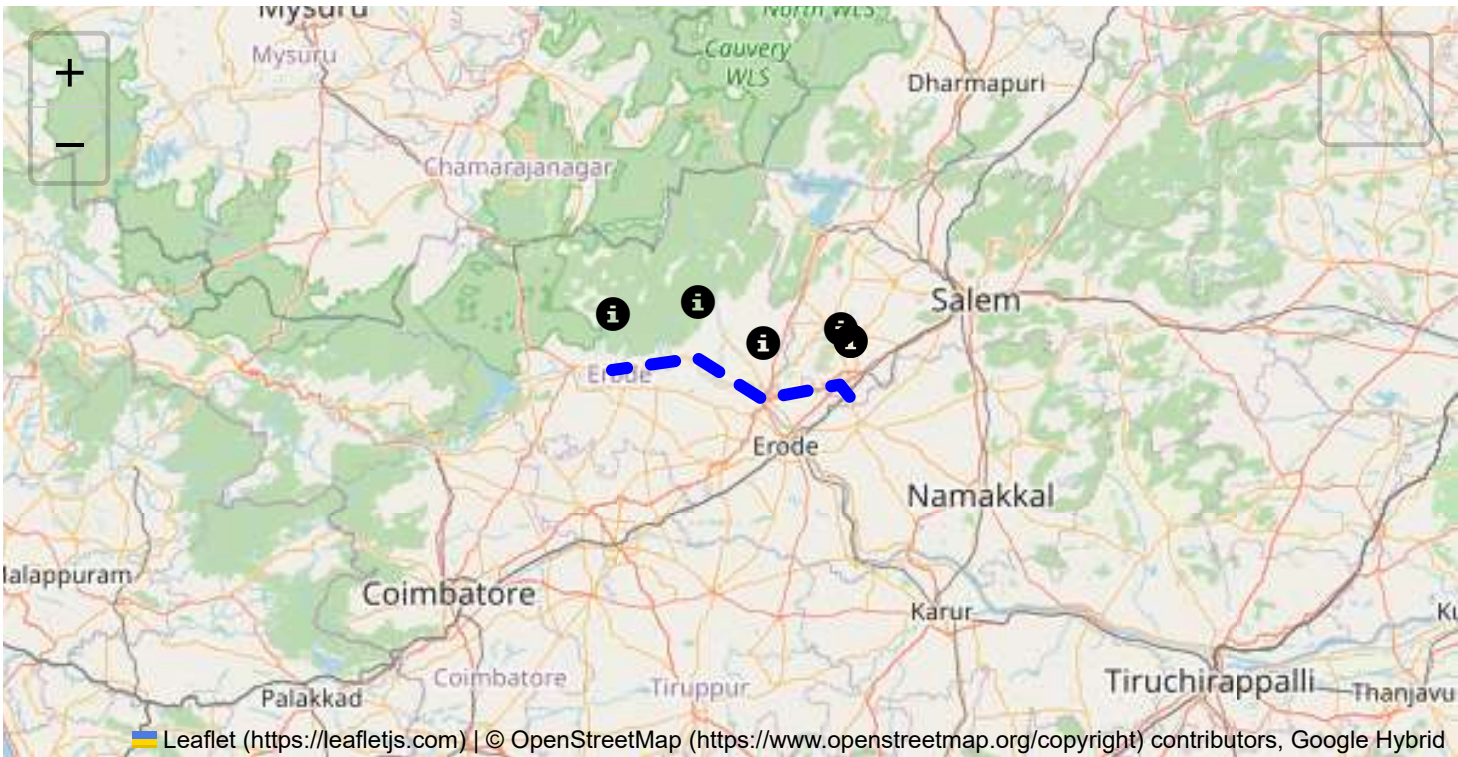 Mysuru
North WLS
Mysuru
Cauvery
WLS
+
Dharmapuri
−
Chamarajanagar
Salem
i
i
i
i
Erode
Erode
Namakkal
Malappuram
Coimbatore
Karur
Coimbatore
Tiruppur
Tiruchirappalli
Thanjavu
Palakkad
Leaflet (https://leafletjs.com) | © OpenStreetMap (https://www.openstreetmap.org/copyright) contributors, Google Hybrid